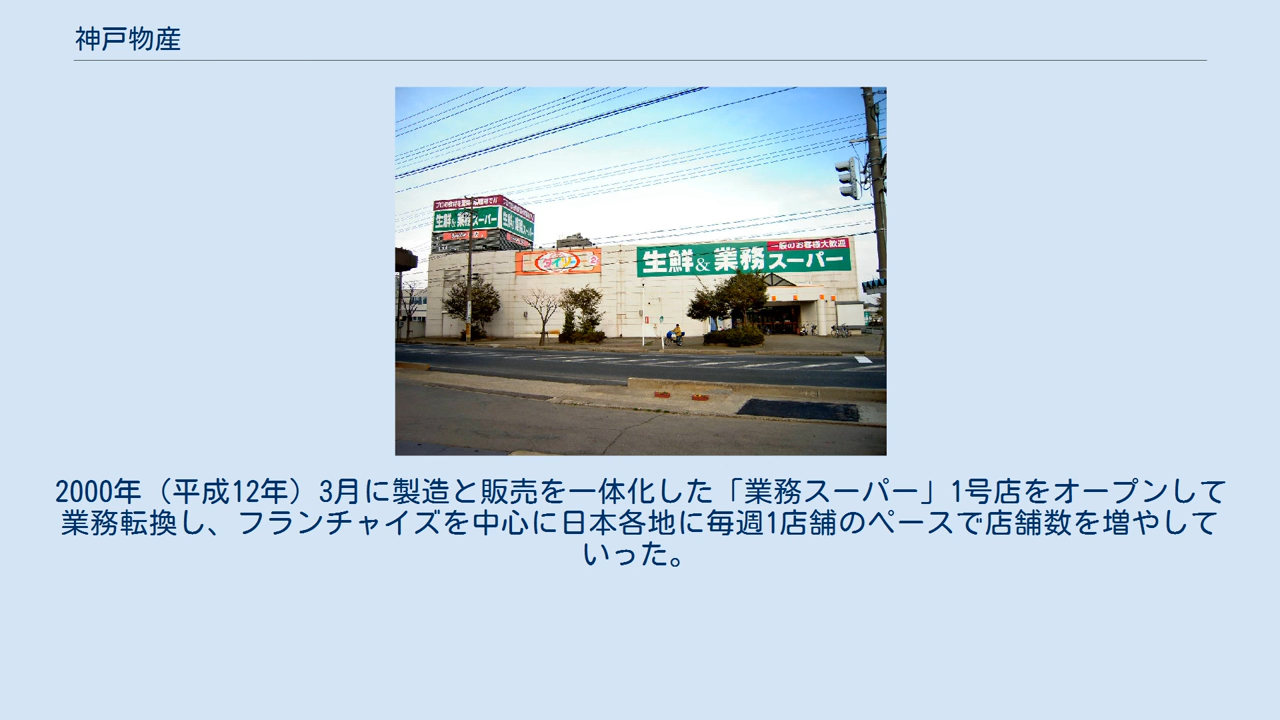 神戸物産
生鮮&業務スーパー
ダイソー
一般のお客様大歓迎
生鮮&業務スーパー
2000年（平成12年）3月に製造と販売を一体化した「業務スーパー」1号店をオープンして
業務転換し、フランチャイズを中心に日本各地に毎週1店舗のペースで店舗数を増やして
いった。